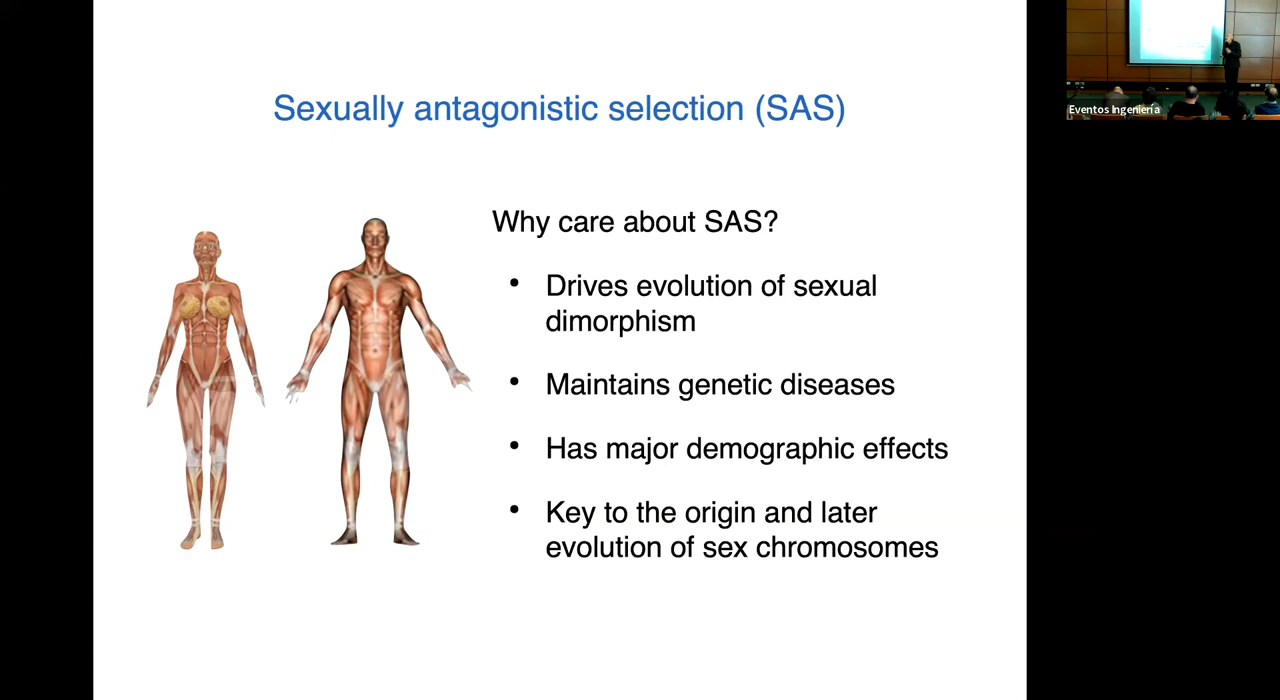 Sexually antagonistic selection (SAS)
Eventos Ingeniería
Why care about SAS?
• Drives evolution of sexual
dimorphism
• Maintains genetic diseases
• Has major demographic effects
• Key to the origin and later
evolution of sex chromosomes